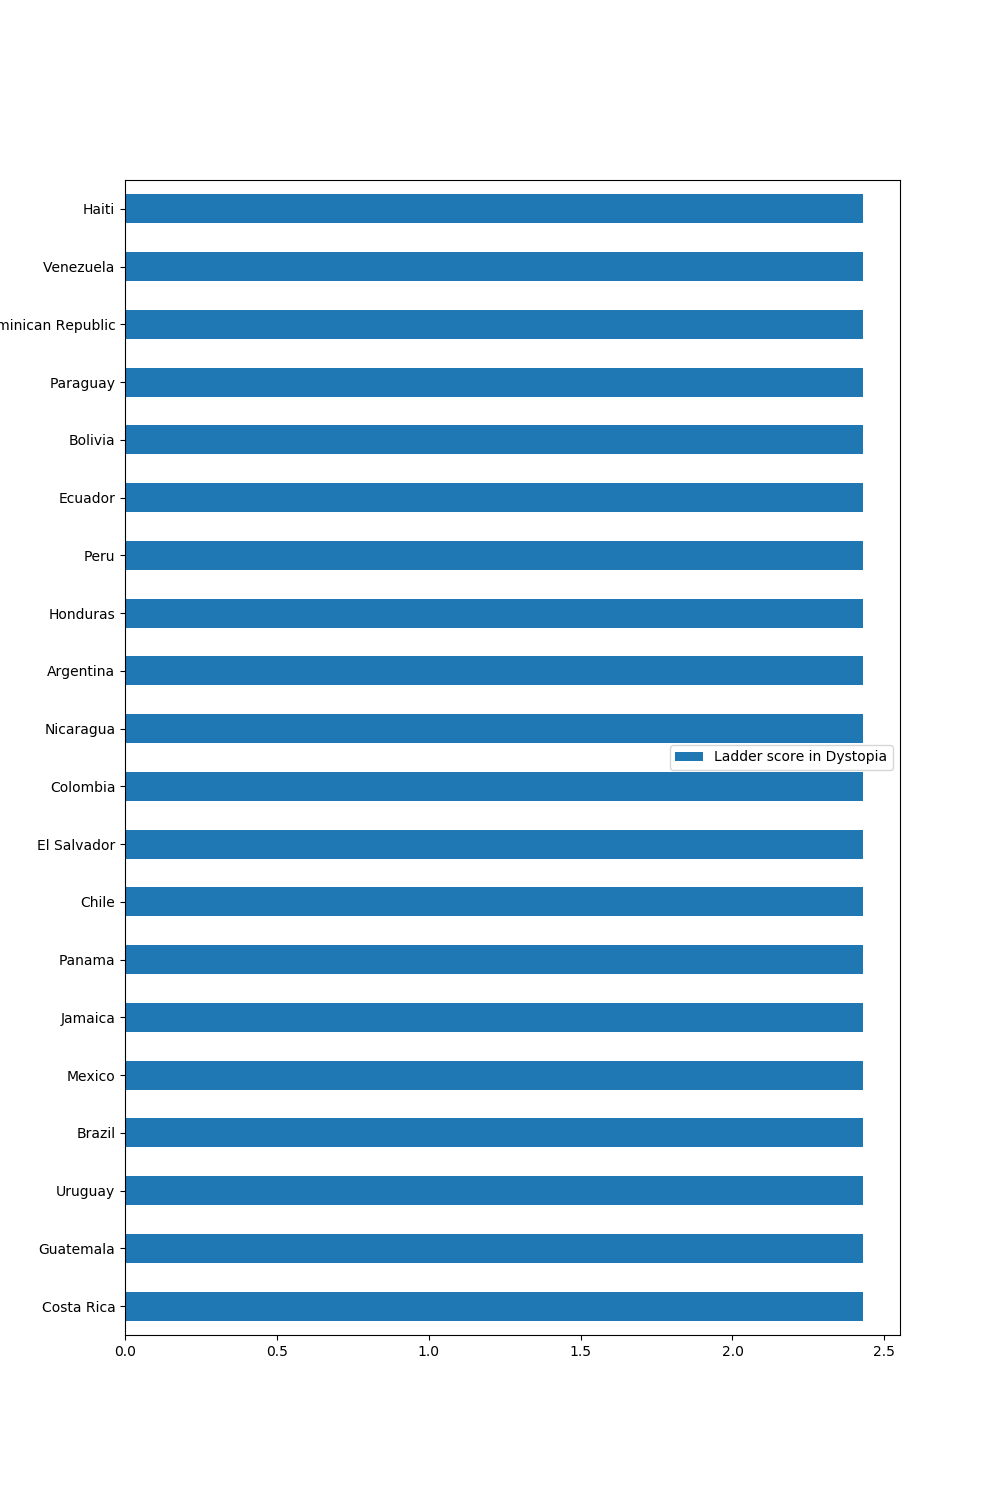 Haiti
Venezuela
minican Republic
Paraguay
Bolivia
Ecuador
Peru
Honduras
Argentina
Nicaragua
Ladder score in Dystopia
Colombia
El Salvador
Chile
Panama
Jamaica
Mexico
Brazil
Uruguay
Guatemala
Costa Rica
0.0 0.5 1.0 1.5 2.0 2.5